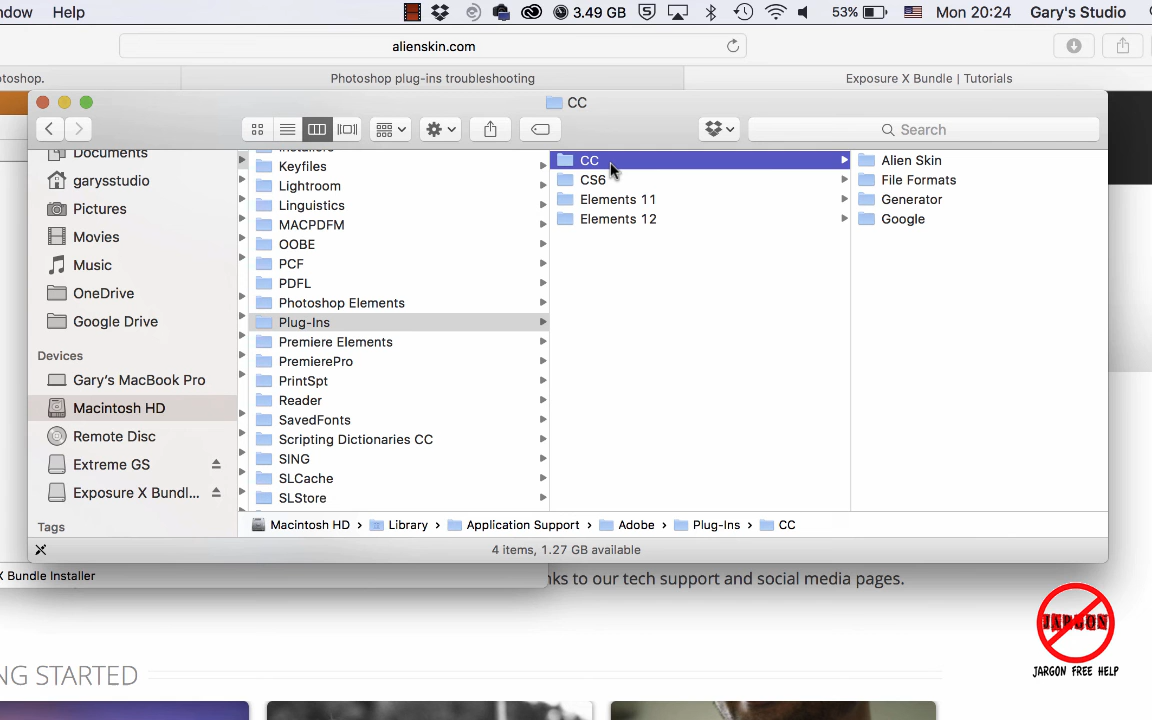 ndow Help 3.49 GB 5 53% Mon 20:24 Gary's Studio
alienskin.com
otoshop. Photoshop plug-ins troubleshooting Exposure X Bundle | Tutorials
CC
Search
Documents
garysstudio
Pictures
Movies
Music
OneDrive
Google Drive
Devices
Gary's MacBook Pro
Macintosh HD
Remote Disc
Extreme GS
Exposure X Bundl...
Tags
Installers
Keyfiles
Lightroom
Linguistics
MACPDFM
OOBE
PCF
PDFL
Photoshop Elements
Plug-Ins
Premiere Elements
PremierePro
PrintSpt
Reader
SavedFonts
Scripting Dictionaries CC
SING
SLCache
SLStore
CC
CS6
Elements 11
Elements 12
Alien Skin
File Formats
Generator
Google
Macintosh HD › Library › Application Support › Adobe › Plug-Ins › CC
4 items, 1.27 GB available
X Bundle Installer
nks to our tech support and social media pages.
JARGON
JARGON FREE HELP
NG STARTED